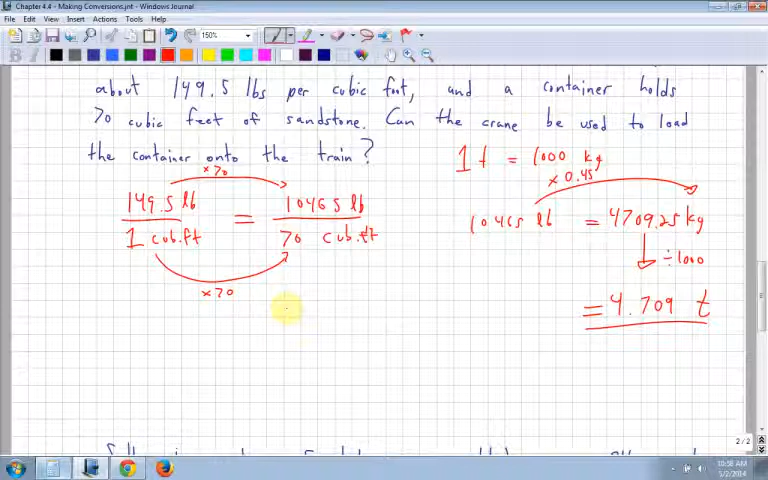 Chapter 4.4 - Making Conversions.jnt - Windows Journal
File Edit View Insert Actions Tools Help
150%
about 149.5 lbs per cubic foot, and a container holds
70 cubic feet of sandstone. Can the crane be used to load
the container onto the train?
1 t = 1000 kg
×70
× 0.45
149.5 lb = 10465 lb
1 cub.ft 70 cub.ft
×70
10465 lb = 4709.25 kg
÷1000
= 4.709 t
2 / 2
10:58 AM
5/2/2014